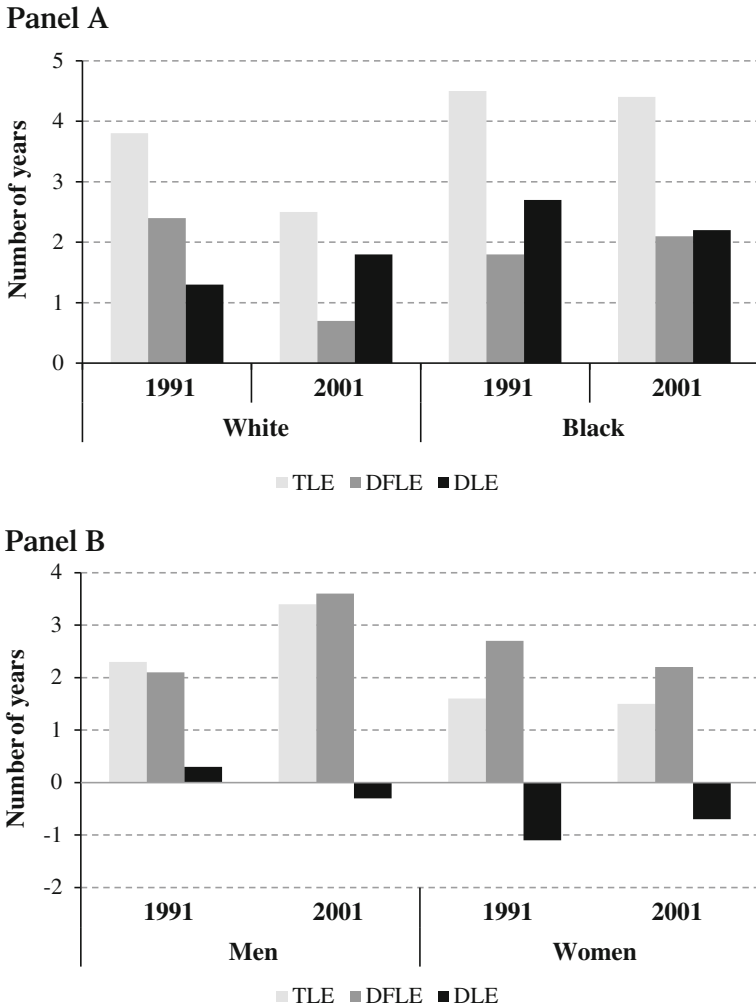 Panel A
Number of years
5
4
3
2
1
0
1991 2001 1991 2001
White Black
TLE DFLE DLE
Panel B
Number of years
4
3
2
1
0
-1
-2
1991 2001 1991 2001
Men Women
TLE DFLE DLE